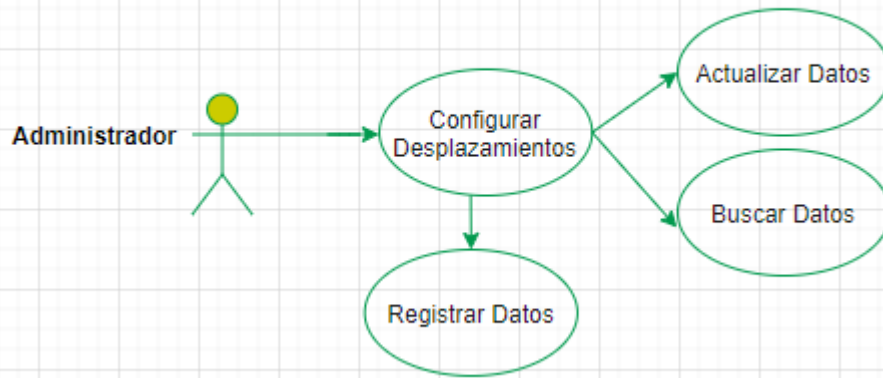 Administrador
Configurar
Desplazamientos
Actualizar Datos
Buscar Datos
Registrar Datos